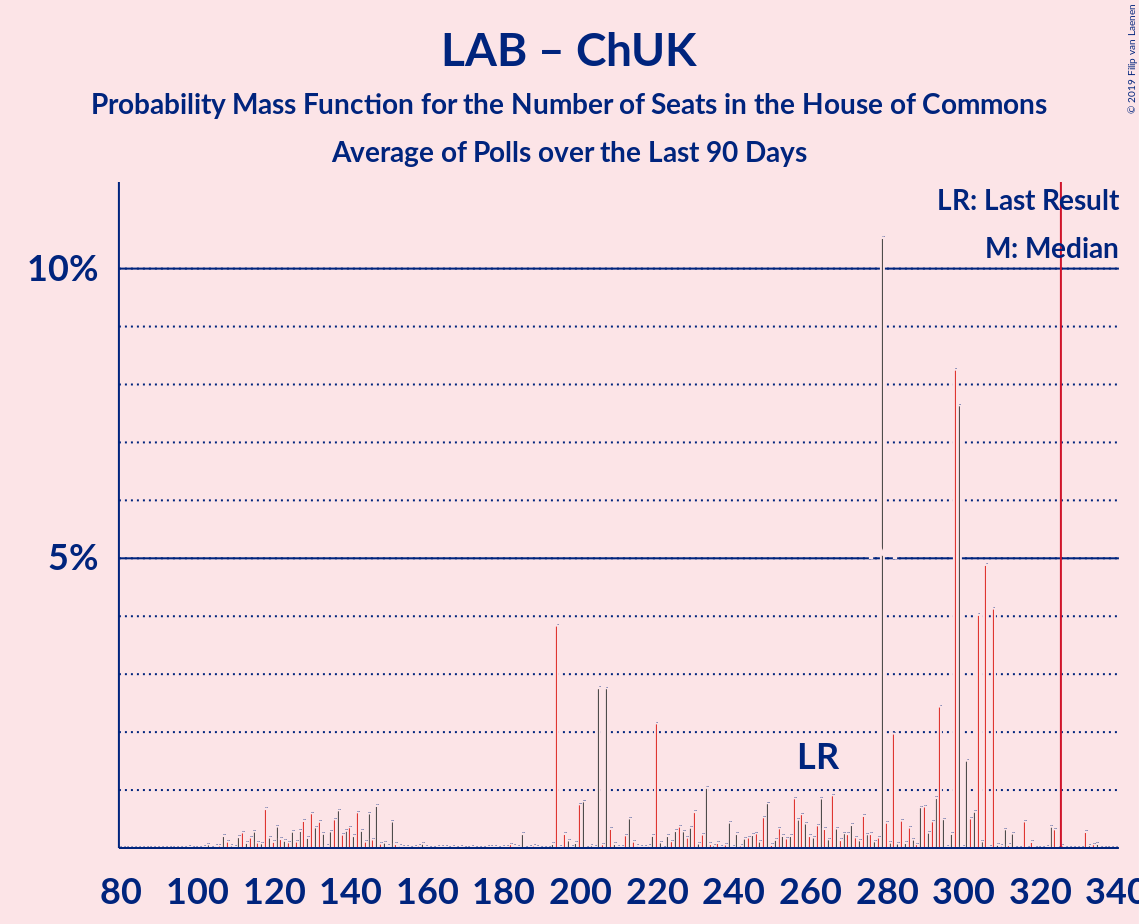 LAB – ChUK
Probability Mass Function for the Number of Seats in the House of Commons
Average of Polls over the Last 90 Days
© 2019 Filip van Laenen
LR: Last Result
M: Median
10%
5%
LR
80 100 120 140 160 180 200 220 240 260 280 300 320 340